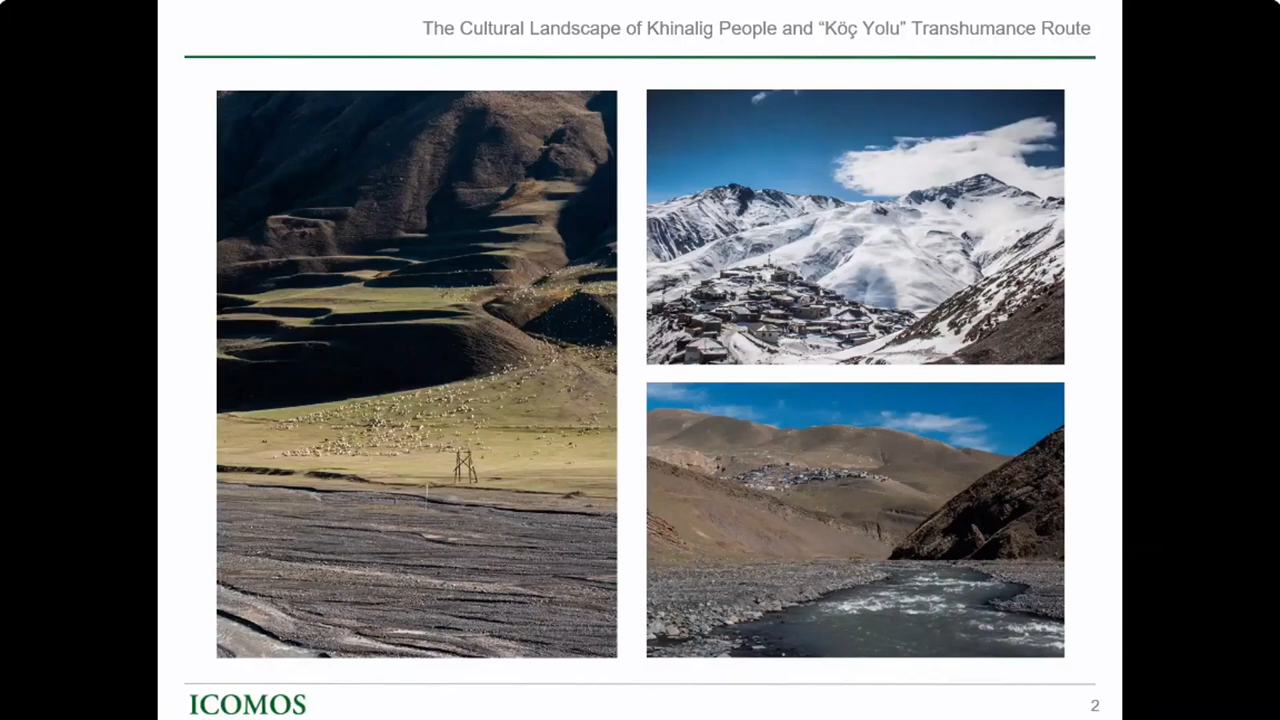 The Cultural Landscape of Khinalig People and “Köç Yolu” Transhumance Route
ICOMOS
2